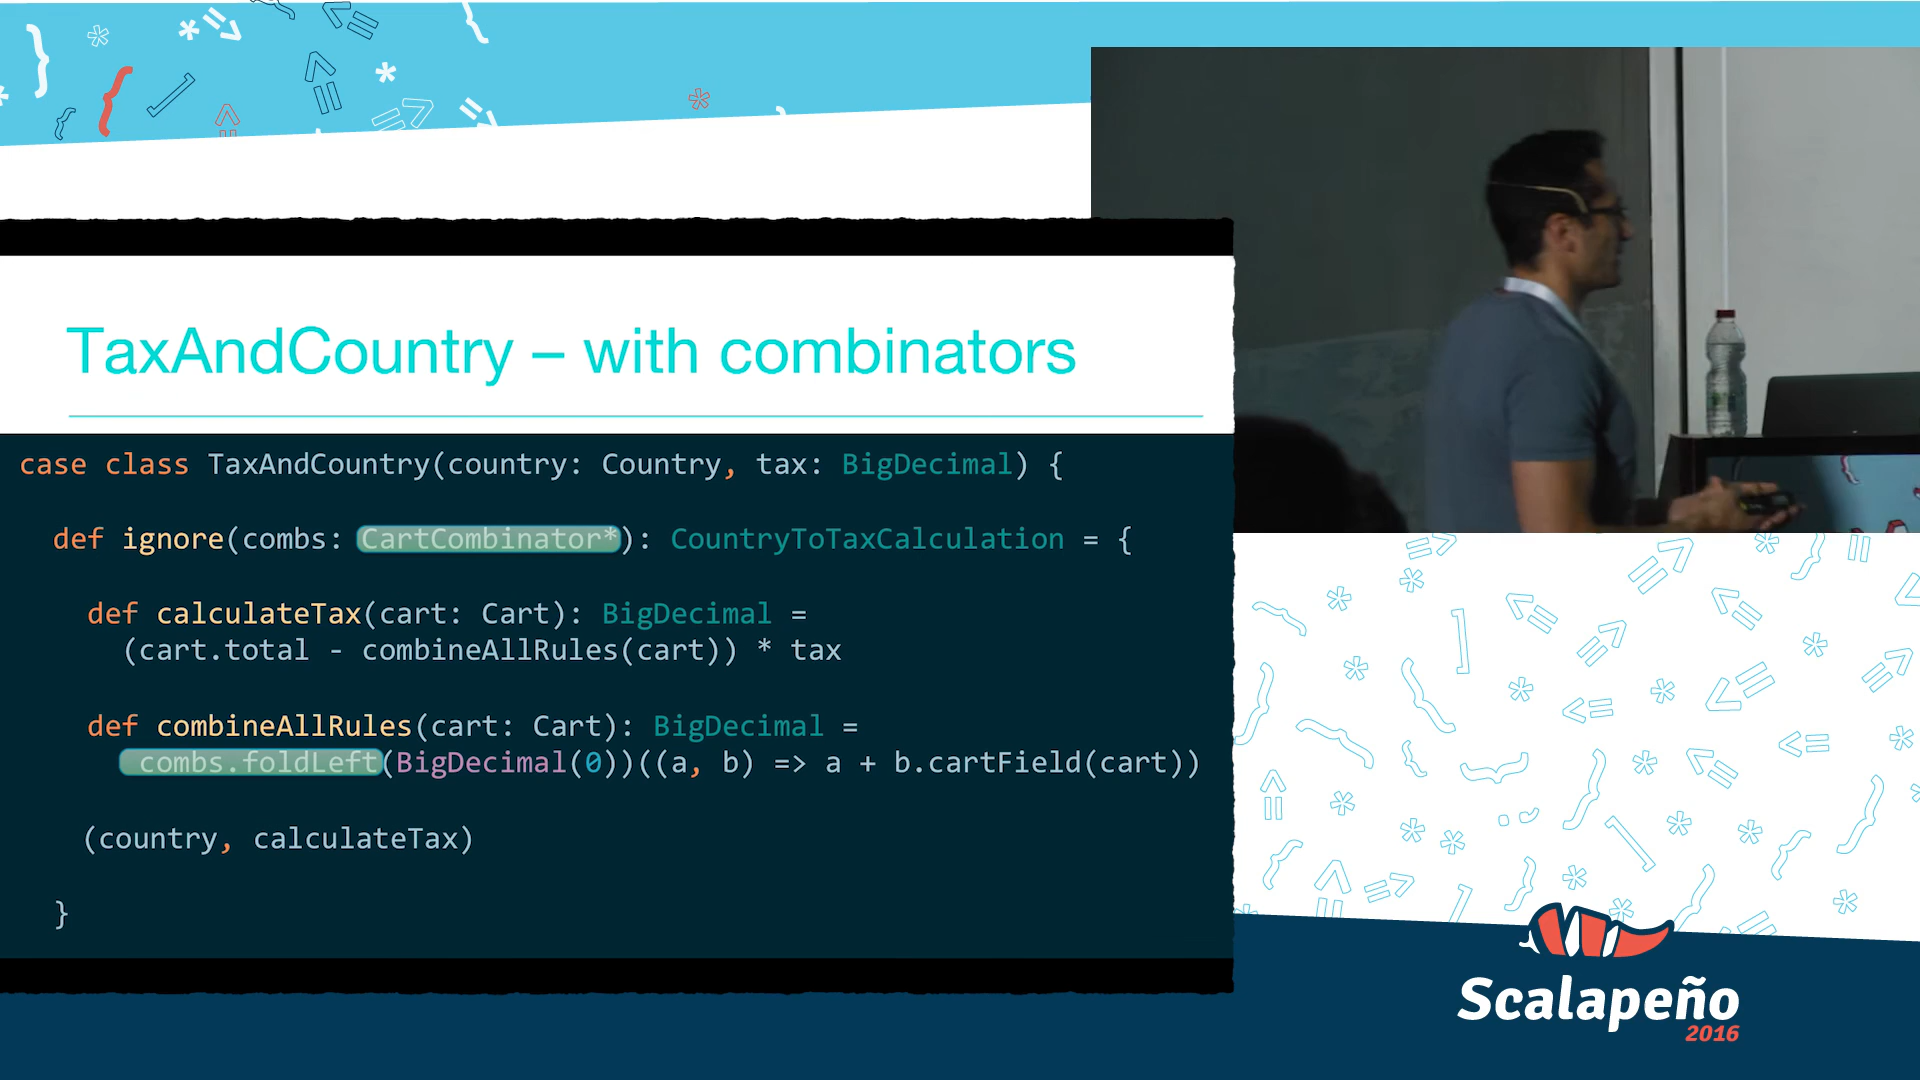 TaxAndCountry – with combinators
case class TaxAndCountry(country: Country, tax: BigDecimal) {
def ignore(combs: CartCombinator*): CountryToTaxCalculation = {
def calculateTax(cart: Cart): BigDecimal =
(cart.total - combineAllRules(cart)) * tax
def combineAllRules(cart: Cart): BigDecimal =
combs.foldLeft(BigDecimal(0))((a, b) => a + b.cartField(cart))
(country, calculateTax)
}
Scalapeño
2016